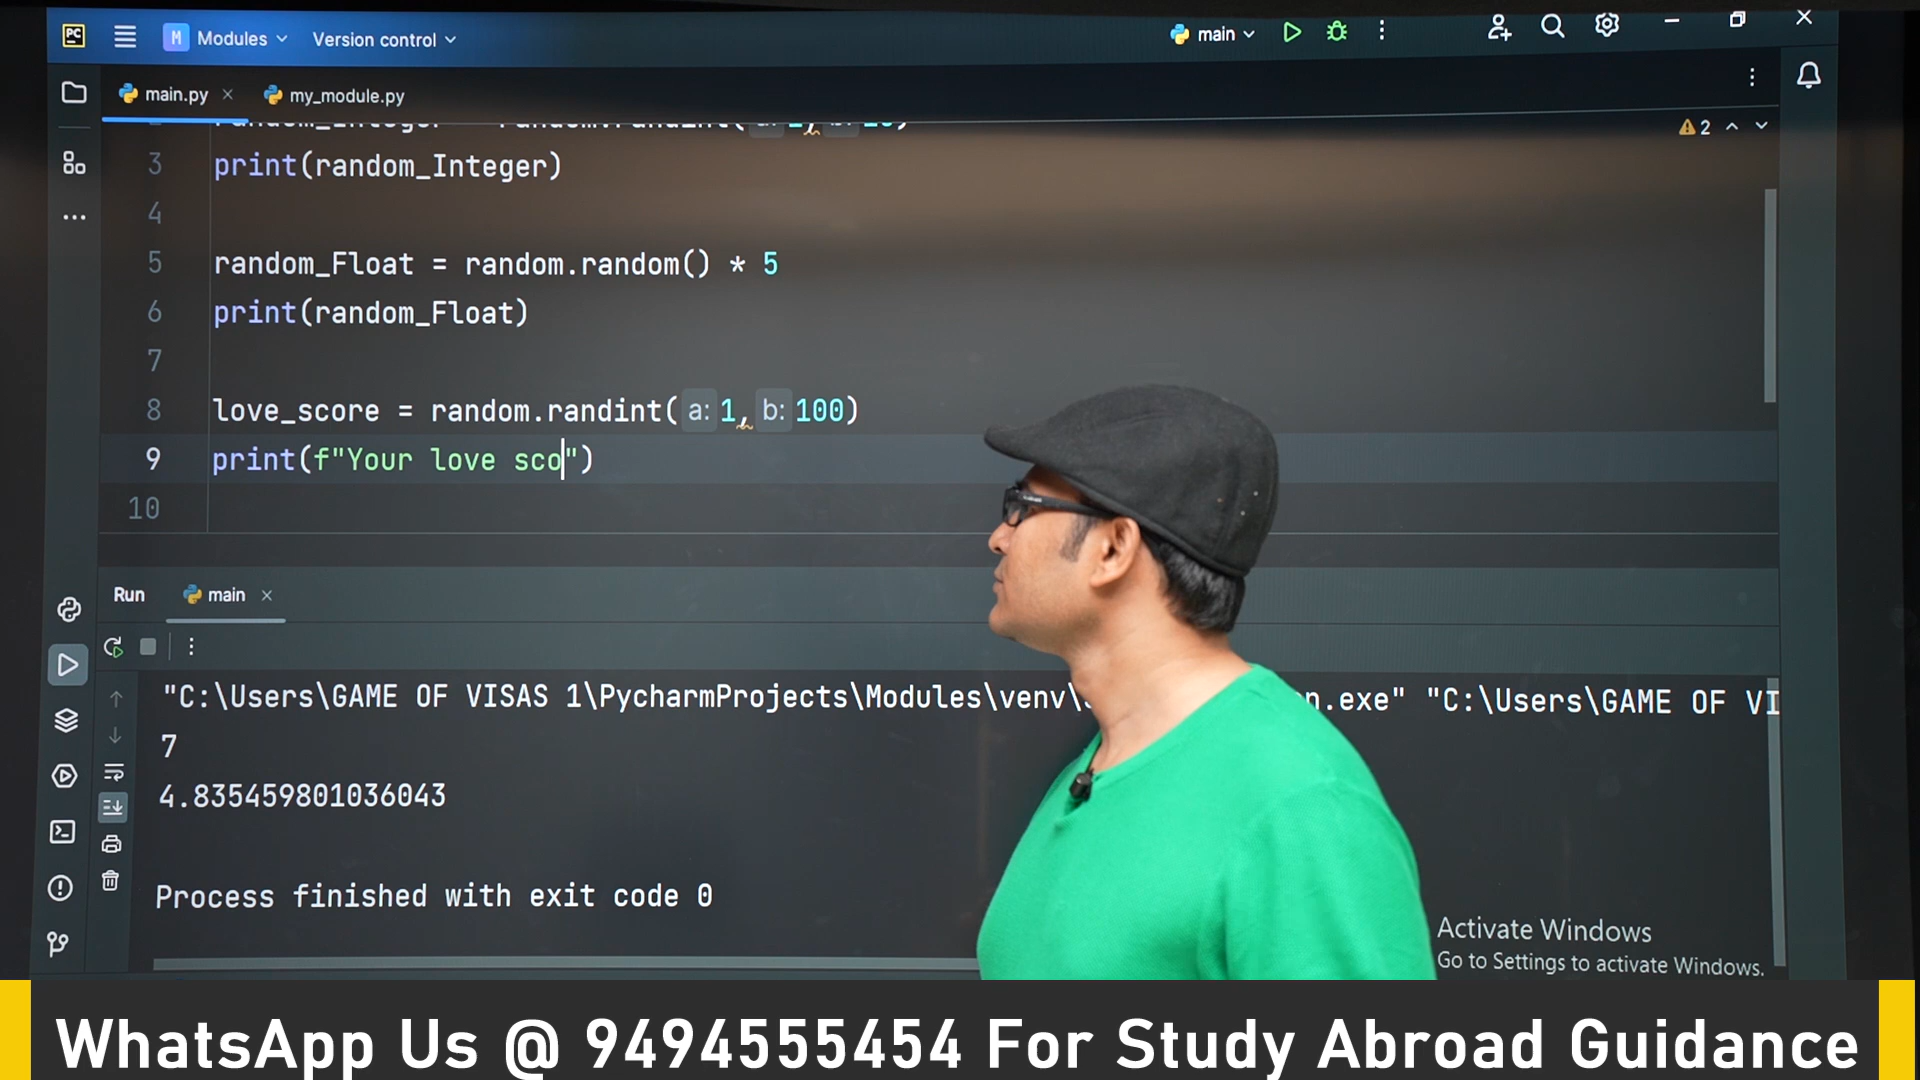 PC
M Modules
Version control
main
main.py
my_module.py
2
3 print(random_Integer)
4
5 random_Float = random.random() * 5
6 print(random_Float)
7
8 love_score = random.randint(a: 1, b: 100)
9 print(f"Your love sco")
10
Run
main
"C:\Users\GAME OF VISAS 1\PycharmProjects\Modules\venv\ n.exe" "C:\Users\GAME OF VI
7
4.835459801036043
Process finished with exit code 0
Activate Windows
Go to Settings to activate Windows.
WhatsApp Us @ 9494555454 For Study Abroad Guidance